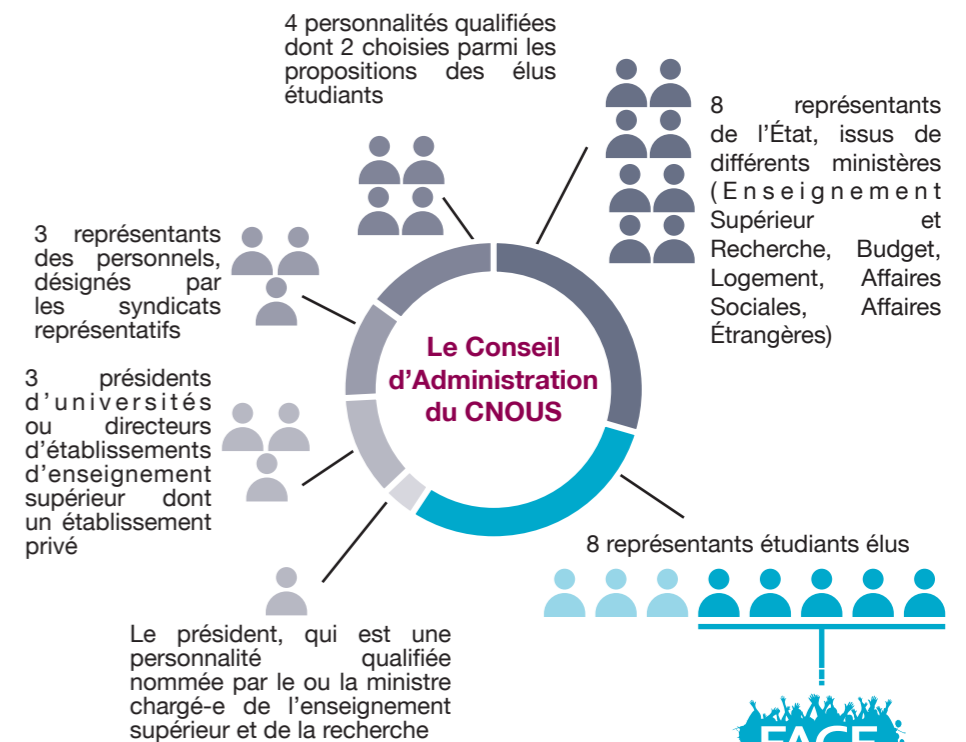 4 personnalités qualifiées
dont 2 choisies parmi les
propositions des élus
étudiants
8 représentants
de l'État, issus de
différents ministères
(Enseignement
Supérieur et
Recherche, Budget,
Logement, Affaires
Sociales, Affaires
Étrangères)
3 représentants
des personnels,
désignés par
les syndicats
représentatifs
Le Conseil
d'Administration
du CNOUS
3 présidents
d'universités
ou directeurs
d'établissements
d'enseignement
supérieur dont
un établissement
privé
8 représentants étudiants élus
Le président, qui est une
personnalité qualifiée
nommée par le ou la ministre
chargé-e de l'enseignement
supérieur et de la recherche
FAGE